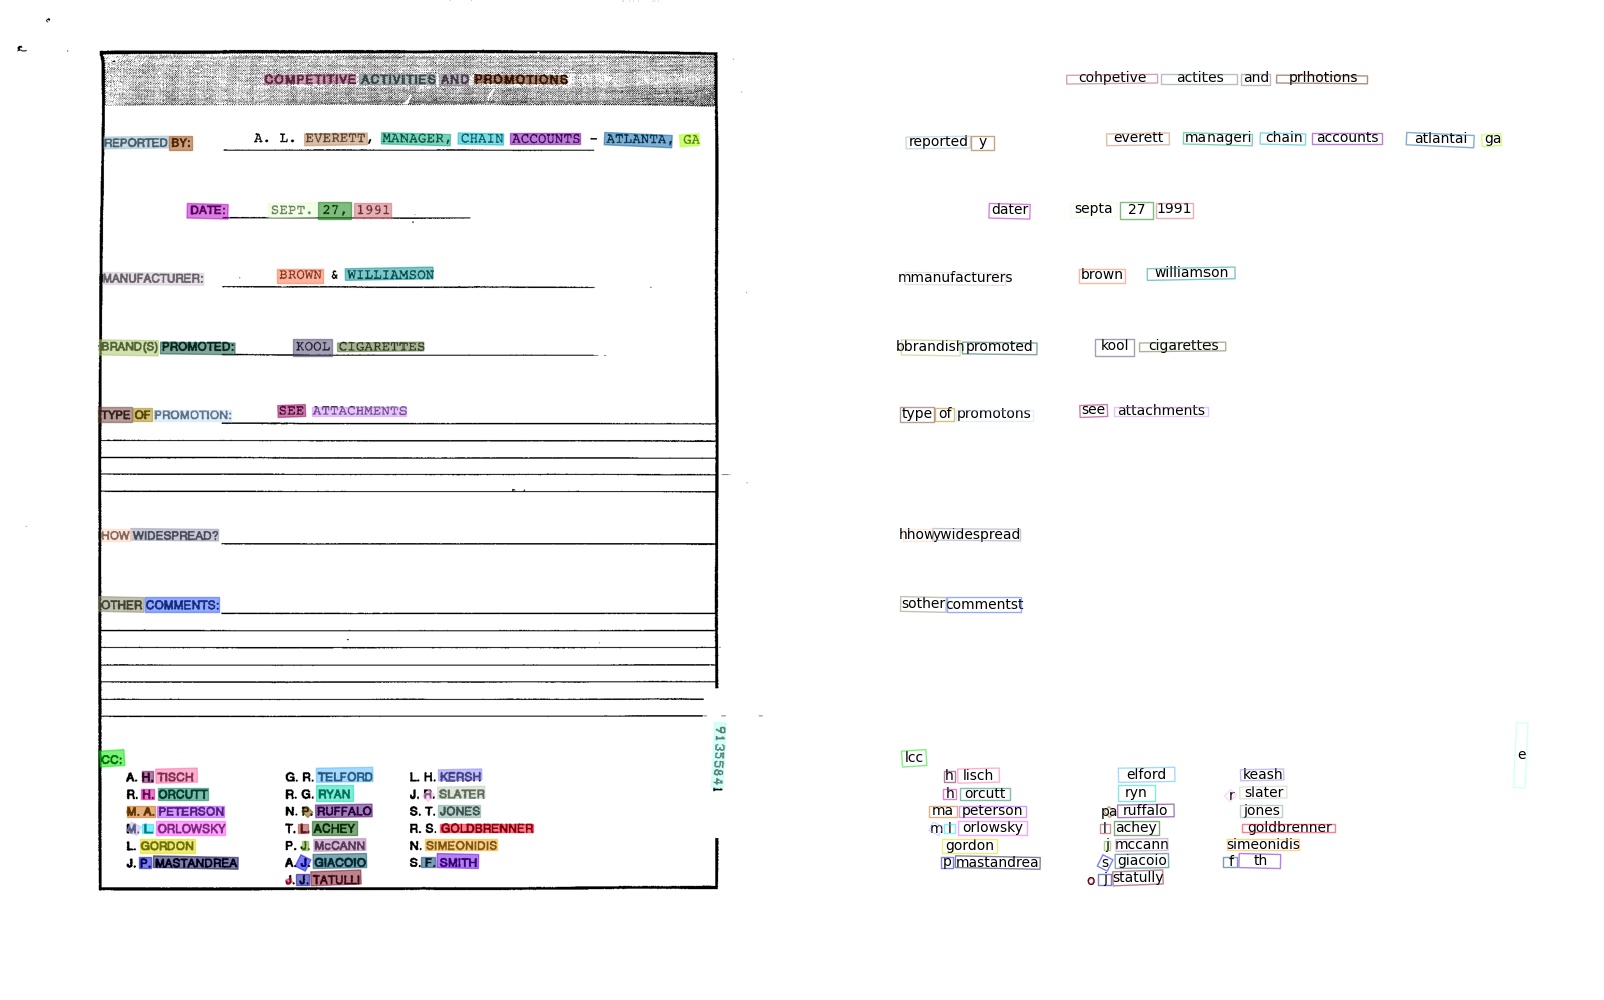 COMPETITIVE ACTIVITIES AND PROMOTIONS
REPORTED BY: A. L. EVERETT, MANAGER, CHAIN ACCOUNTS - ATLANTA, GA
DATE: SEPT. 27, 1991
MANUFACTURER: BROWN & WILLIAMSON
BRAND(S) PROMOTED: KOOL CIGARETTES
TYPE OF PROMOTION: SEE ATTACHMENTS
HOW WIDESPREAD?
OTHER COMMENTS:
CC:
A. H. TISCH G. R. TELFORD L. H. KERSH
R. H. ORCUTT R. G. RYAN J. R. SLATER
M. A. PETERSON N. P. RUFFALO S. T. JONES
M. L. ORLOWSKY T. L. ACHEY R. S. GOLDBRENNER
L. GORDON P. J. McCANN N. SIMEONIDIS
J. P. MASTANDREA A. J. GIACOIO S. F. SMITH
J. J. TATULLI
91355841
cohpetive actites and prlhotions
reported y everett manageri chain accounts atlantai ga
dater septa 27 1991
mmanufacturers brown williamson
bbrandish promoted kool cigarettes
type of promotons see attachments
hhowy widespread
sother commentst
lcc
h lisch elford keash
h orcutt ryn r slater
ma peterson pa ruffalo jones
m l orlowsky l achey goldbrenner
gordon j mccann simeonidis
p mastandrea s giacoio f th
o j statully
e